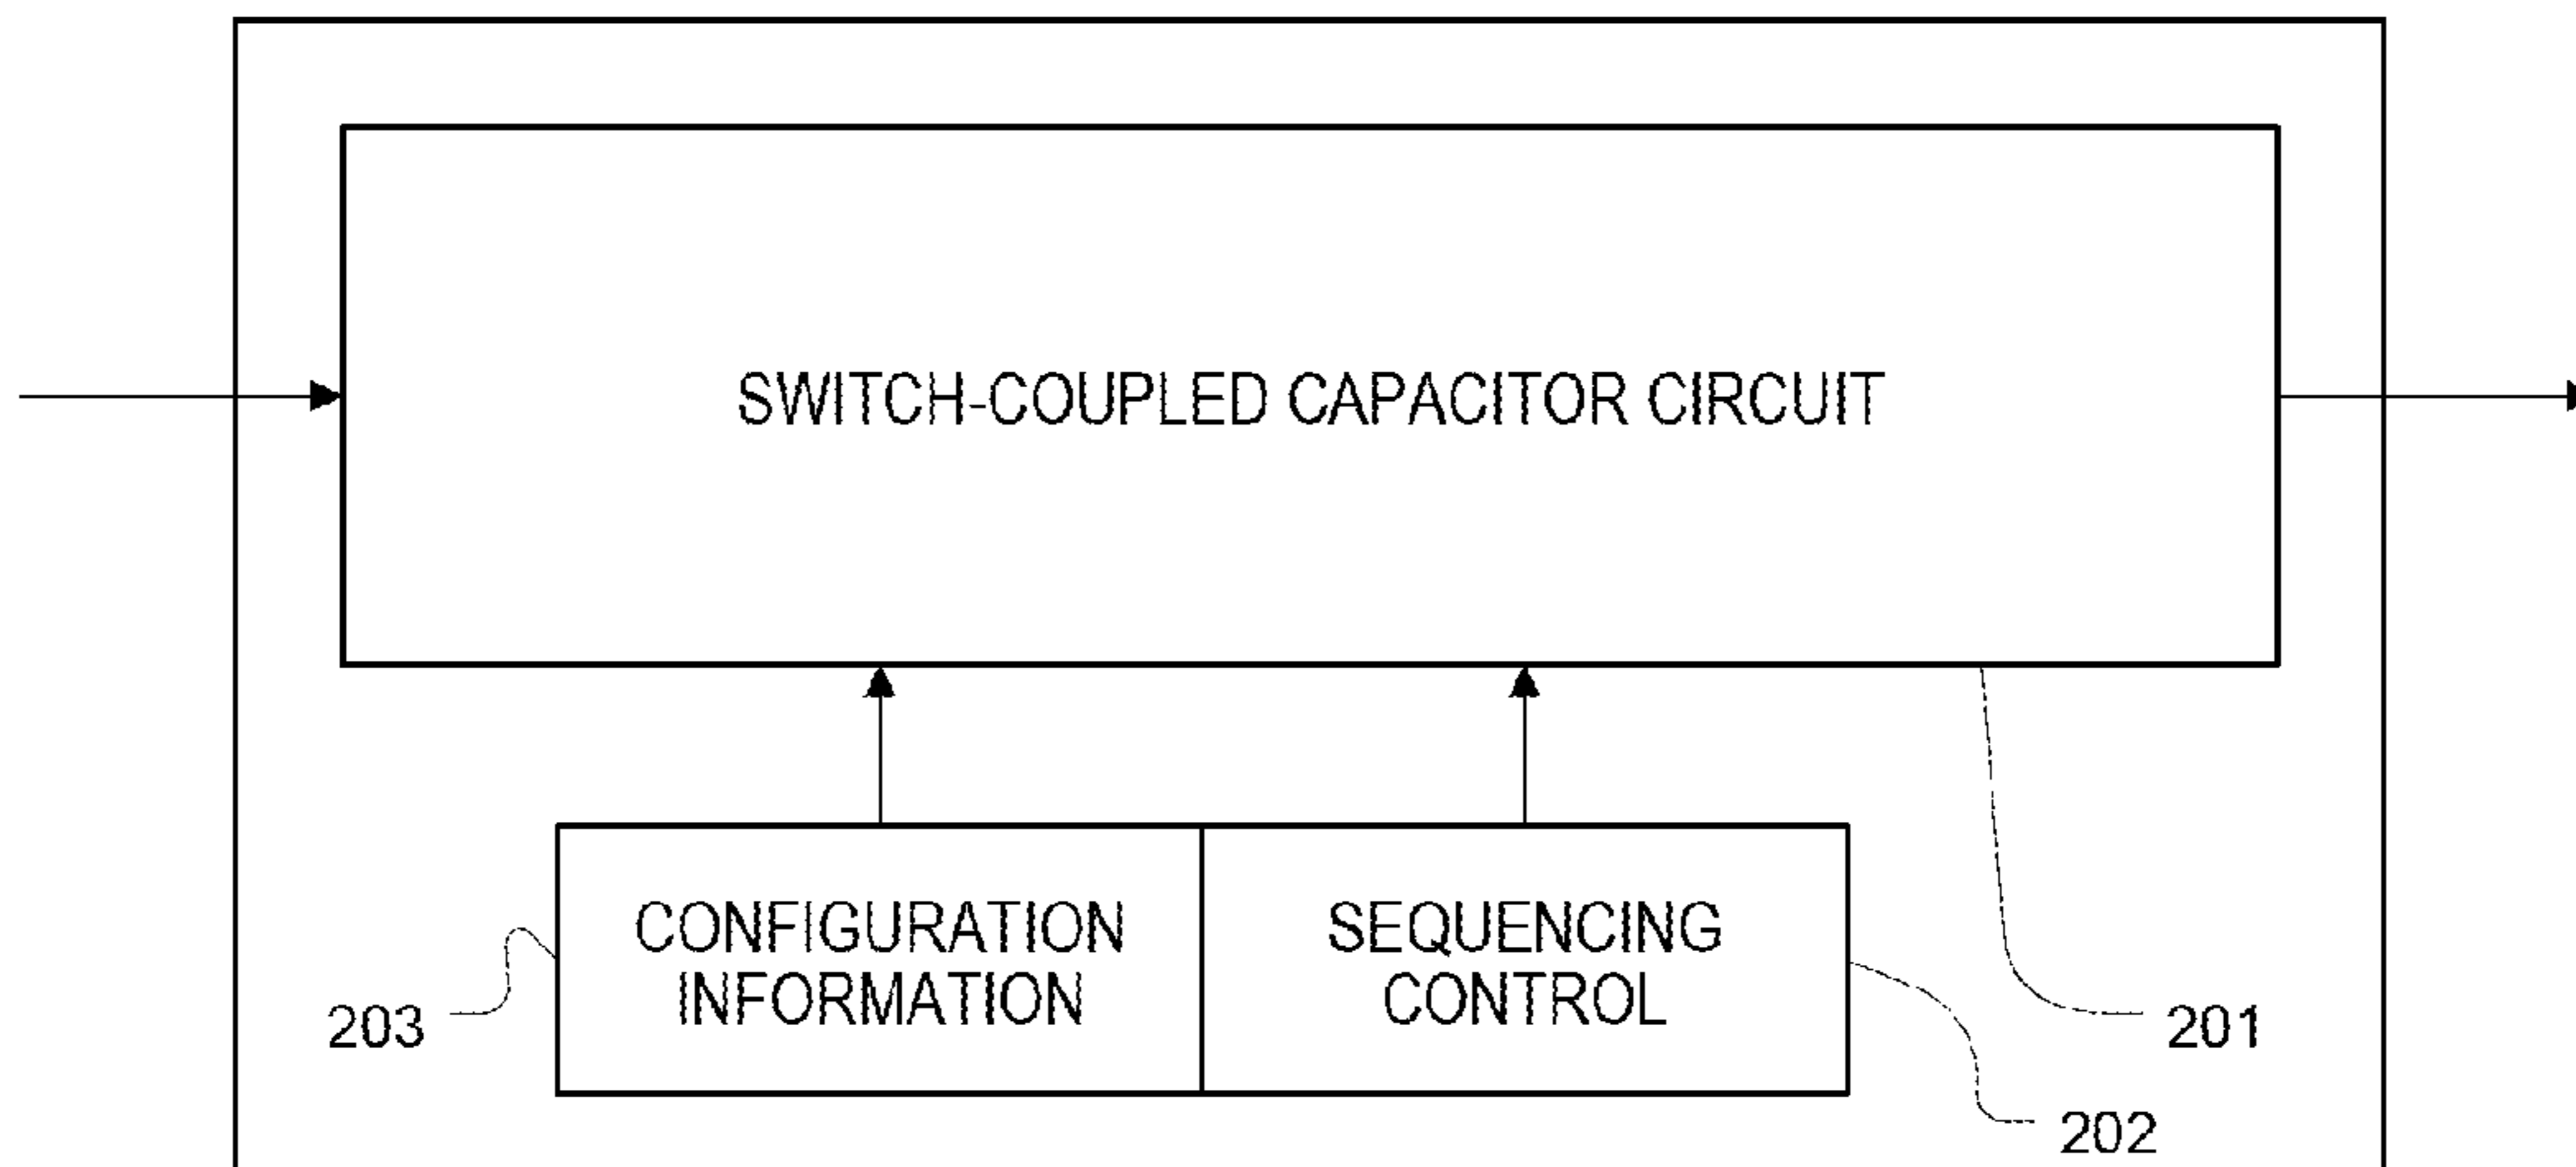 SWITCH-COUPLED CAPACITOR CIRCUIT
CONFIGURATION
INFORMATION
SEQUENCING
CONTROL
203
201
202